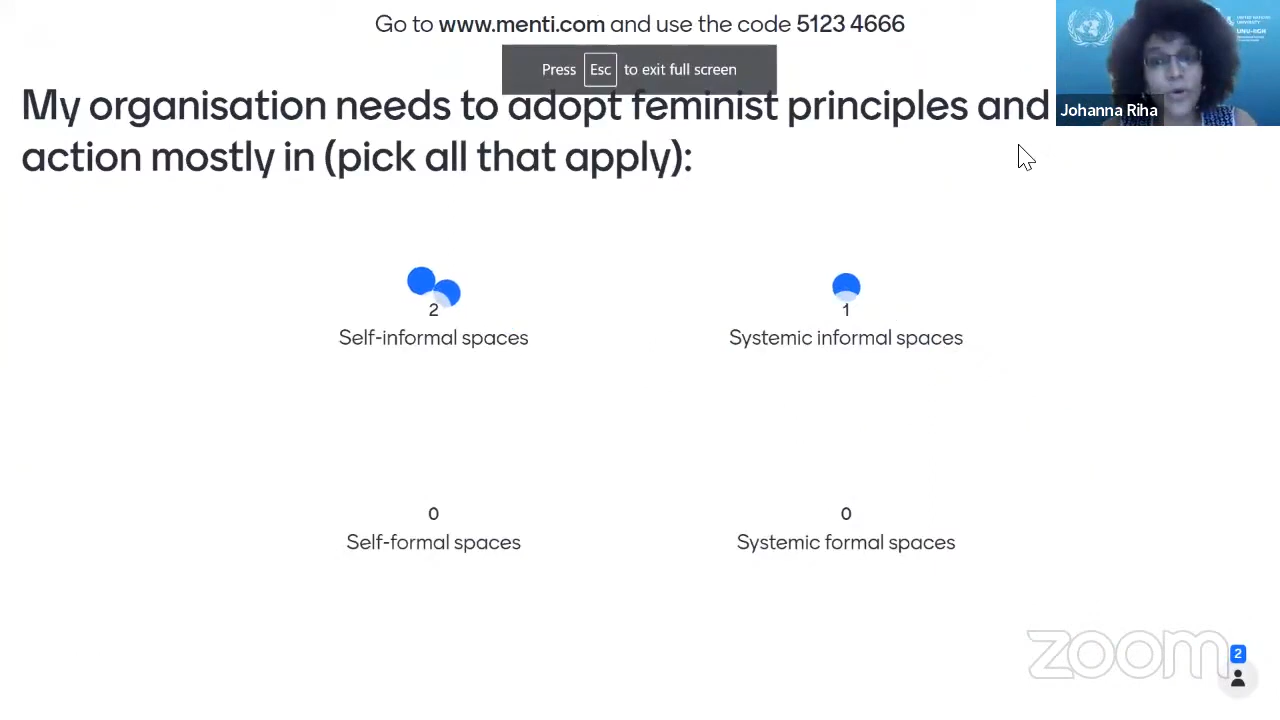 Go to www.menti.com and use the code 5123 4666
Press Esc to exit full screen
My organisation needs to adopt feminist principles and
action mostly in (pick all that apply):
Johanna Riha
2
Self-informal spaces
1
Systemic informal spaces
0
Self-formal spaces
0
Systemic formal spaces
zoom
2